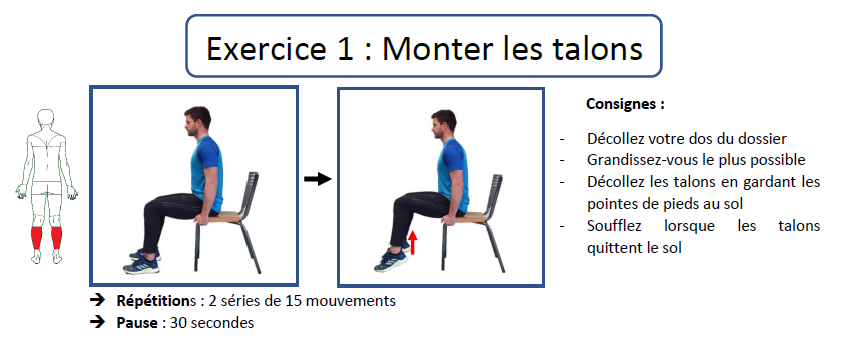 Exercice 1 : Monter les talons
Consignes :
- Décollez votre dos du dossier
- Grandissez-vous le plus possible
- Décollez les talons en gardant les
pointes de pieds au sol
- Soufflez lorsque les talons
quittent le sol
➔ Répétitions : 2 séries de 15 mouvements
➔ Pause : 30 secondes